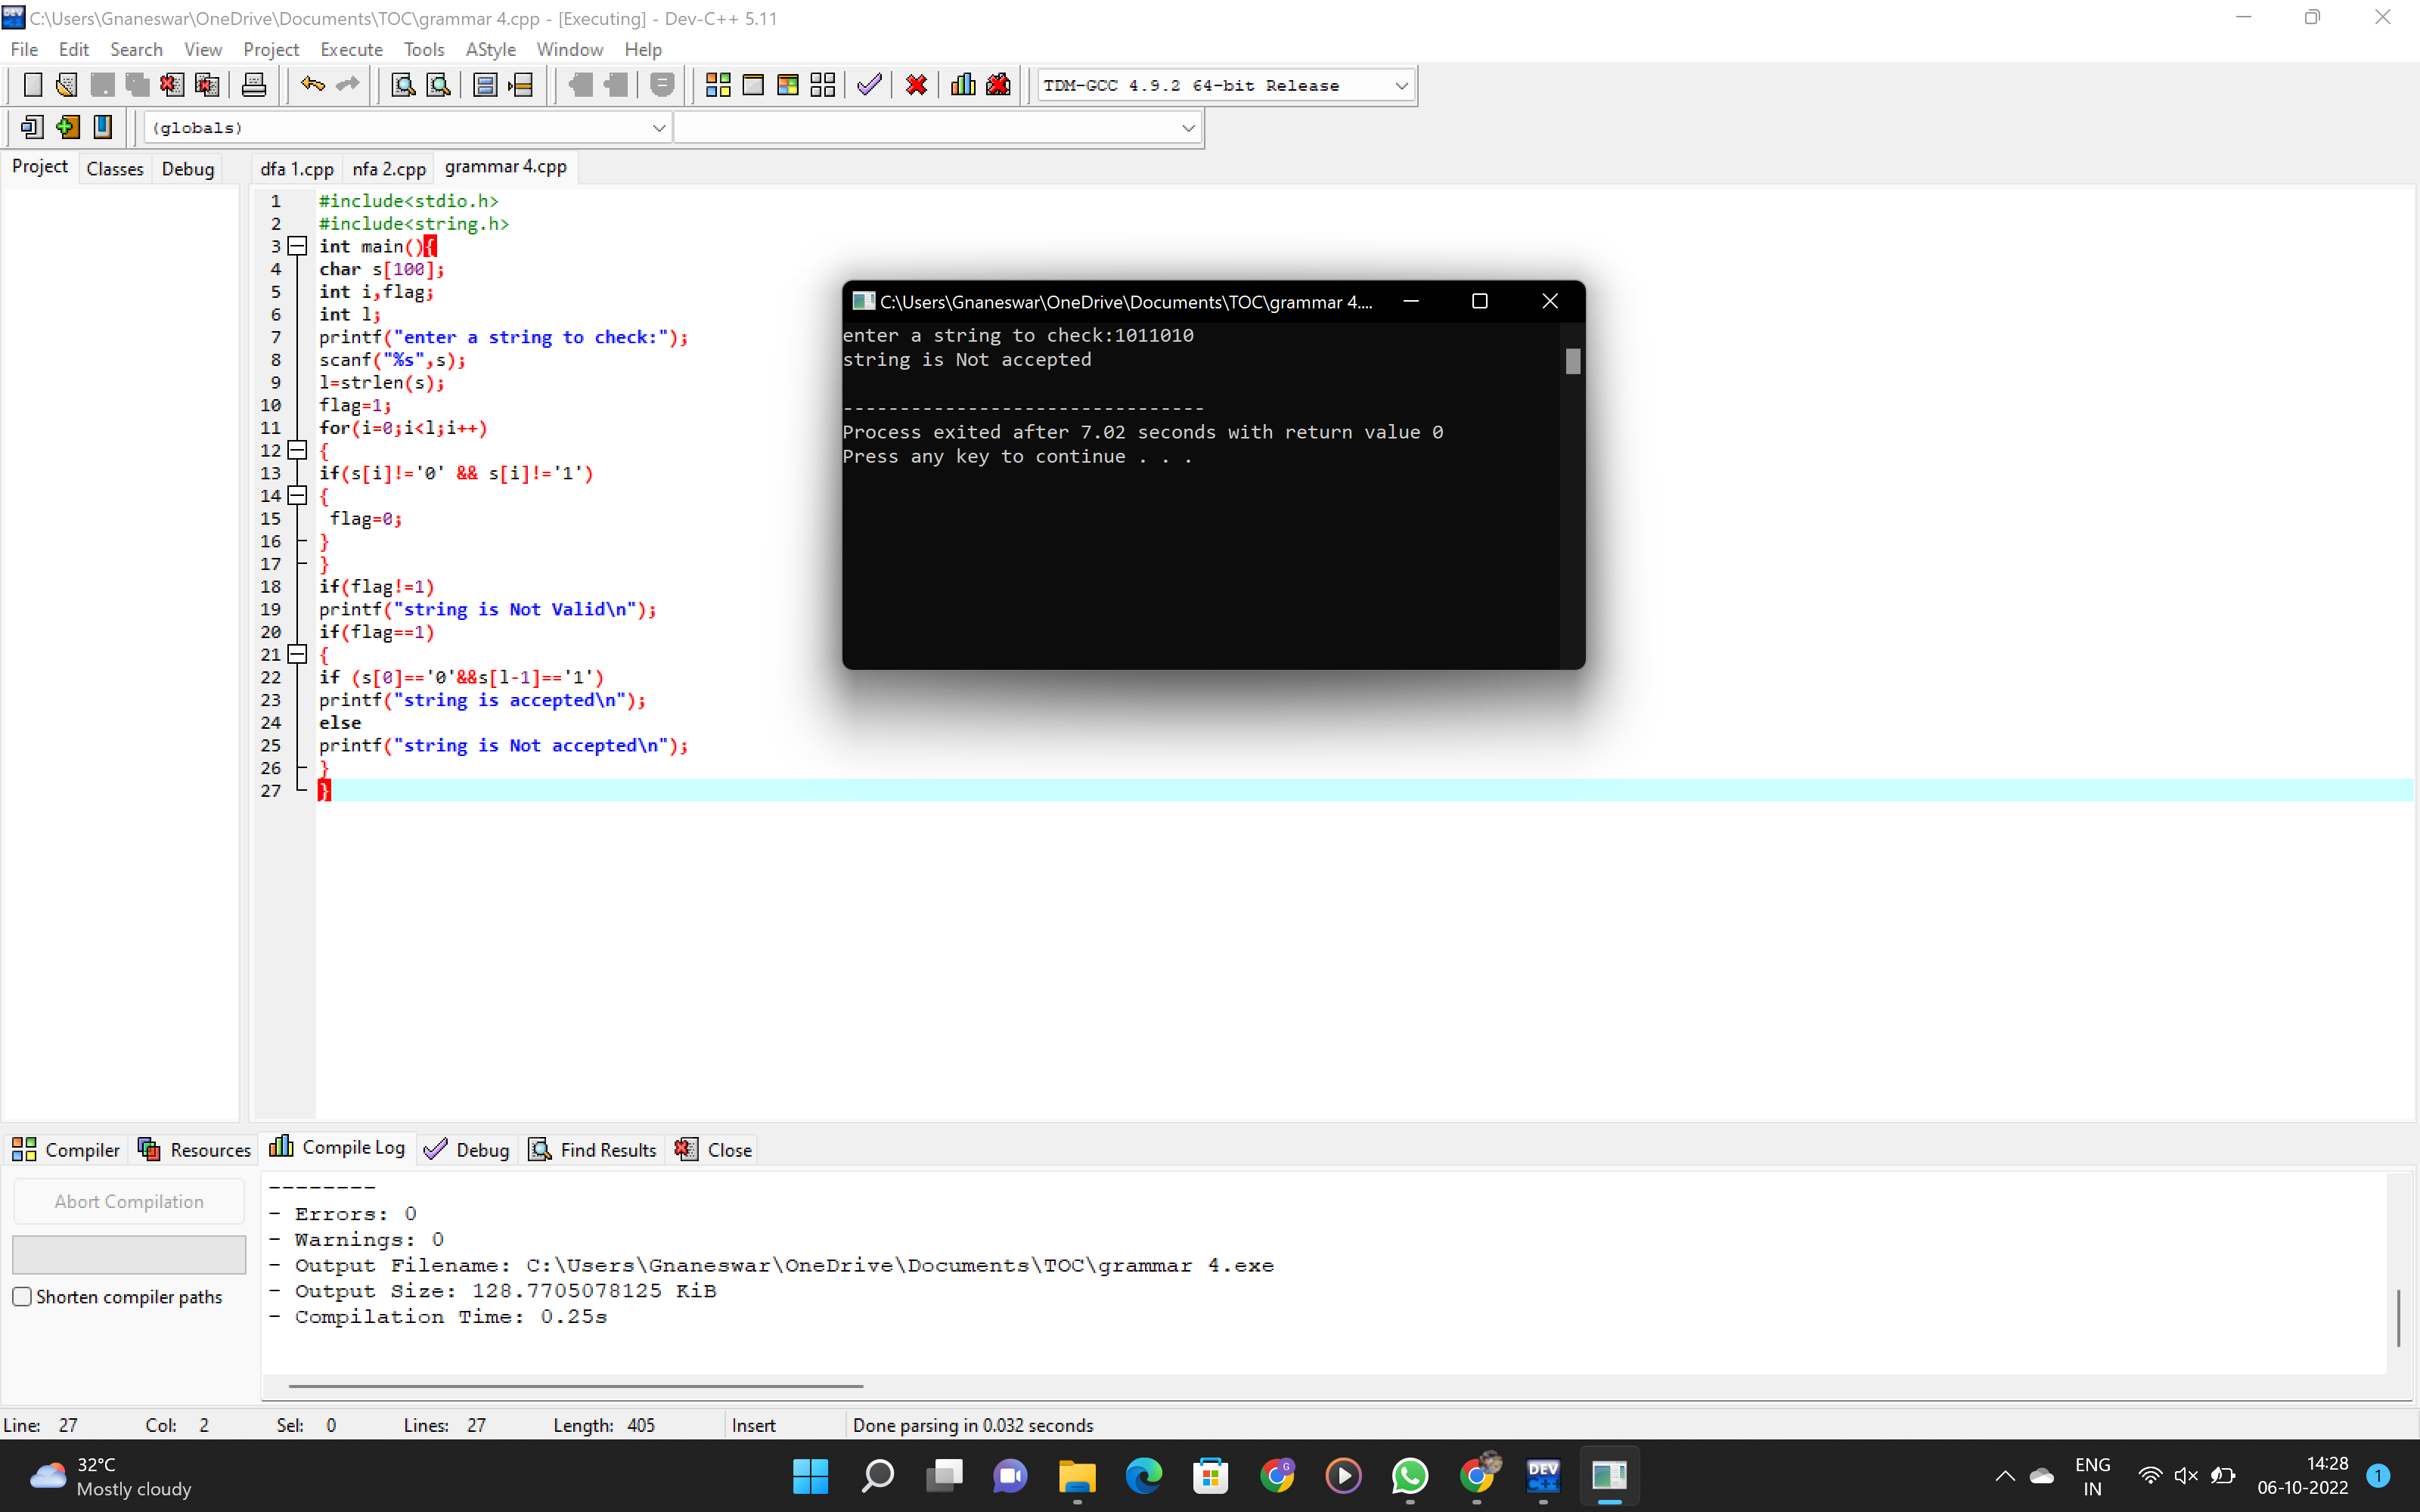 C:\Users\Gnaneswar\OneDrive\Documents\TOC\grammar 4.cpp - [Executing] - Dev-C++ 5.11
File Edit Search View Project Execute Tools AStyle Window Help
TDM-GCC 4.9.2 64-bit Release
(globals)
Project Classes Debug dfa 1.cpp nfa 2.cpp grammar 4.cpp
1 #include<stdio.h>
2 #include<string.h>
3 int main(){
4 char s[100];
5 int i,flag;
6 int l;
7 printf("enter a string to check:");
8 scanf("%s",s);
9 l=strlen(s);
10 flag=1;
11 for(i=0;i<l;i++)
12 {
13 if(s[i]!='0' && s[i]!='1')
14 {
15 flag=0;
16 }
17 }
18 if(flag!=1)
19 printf("string is Not Valid\n");
20 if(flag==1)
21 {
22 if (s[0]=='0'&&s[l-1]=='1')
23 printf("string is accepted\n");
24 else
25 printf("string is Not accepted\n");
26 }
27 }
C:\Users\Gnaneswar\OneDrive\Documents\TOC\grammar 4....
enter a string to check:1011010
string is Not accepted
--------------------------------
Process exited after 7.02 seconds with return value 0
Press any key to continue . . .
Compiler Resources Compile Log Debug Find Results Close
Abort Compilation
Shorten compiler paths
--------
- Errors: 0
- Warnings: 0
- Output Filename: C:\Users\Gnaneswar\OneDrive\Documents\TOC\grammar 4.exe
- Output Size: 128.7705078125 KiB
- Compilation Time: 0.25s
Line: 27 Col: 2 Sel: 0 Lines: 27 Length: 405 Insert Done parsing in 0.032 seconds
32°C
Mostly cloudy
G
DEV
C++
ENG
IN
14:28
06-10-2022
1